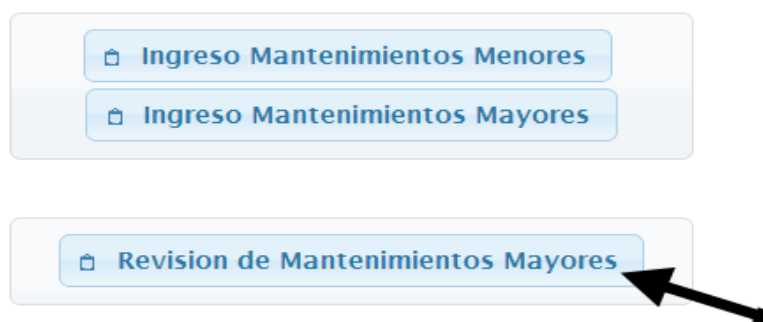 Ingreso Mantenimientos Menores
Ingreso Mantenimientos Mayores
Revision de Mantenimientos Mayores